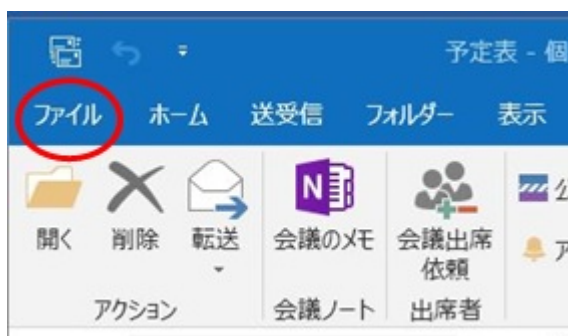 予定表 - 個
ファイル ホーム 送受信 フォルダー 表示
開く 削除 転送 会議のメモ 会議出席依頼
アクション 会議ノート 出席者